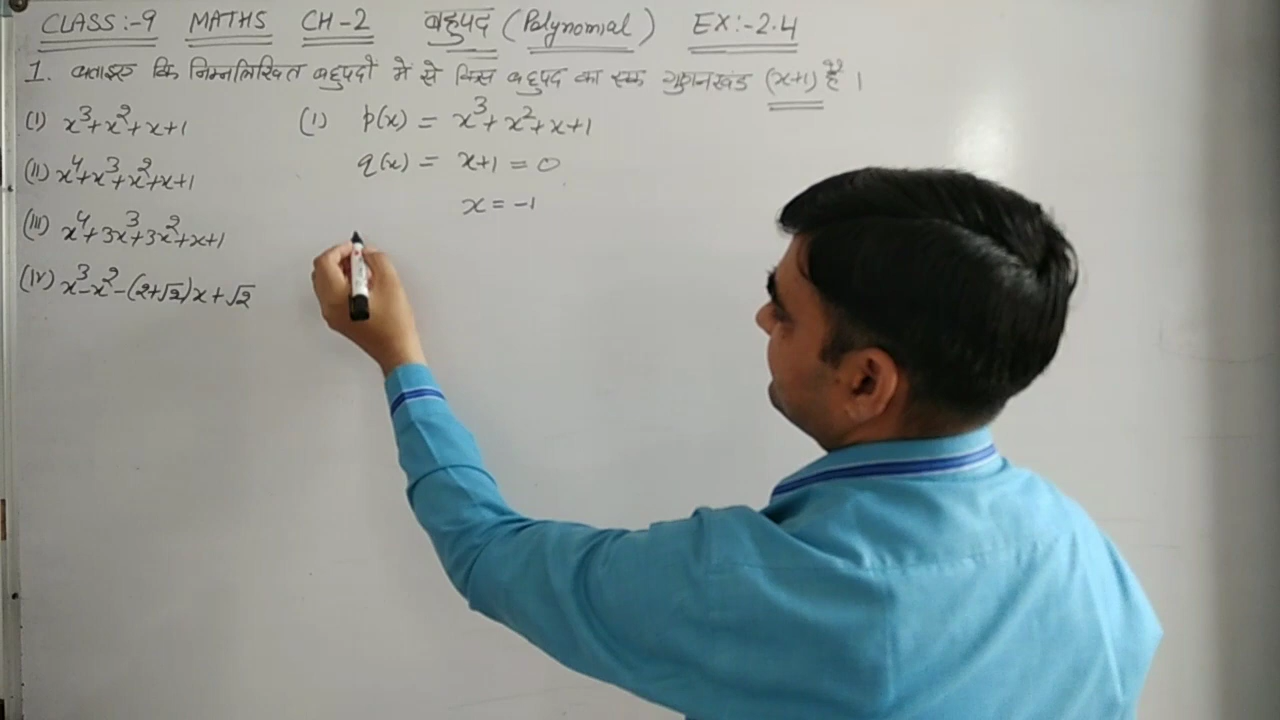 CLASS :- 9 MATHS CH - 2 बहुपद (Polynomial) EX :- 2.4
1. बताइए कि निम्नलिखित बहुपदों में से किस बहुपद का एक गुणनखंड (x+1) है ।
(i) x³+x²+x+1
(ii) x⁴+x³+x²+x+1
(iii) x⁴+3x³+3x²+x+1
(iv) x³-x²-(2+√2)x+√2
(i) p(x) = x³+x²+x+1
q(x) = x+1 = 0
x = -1